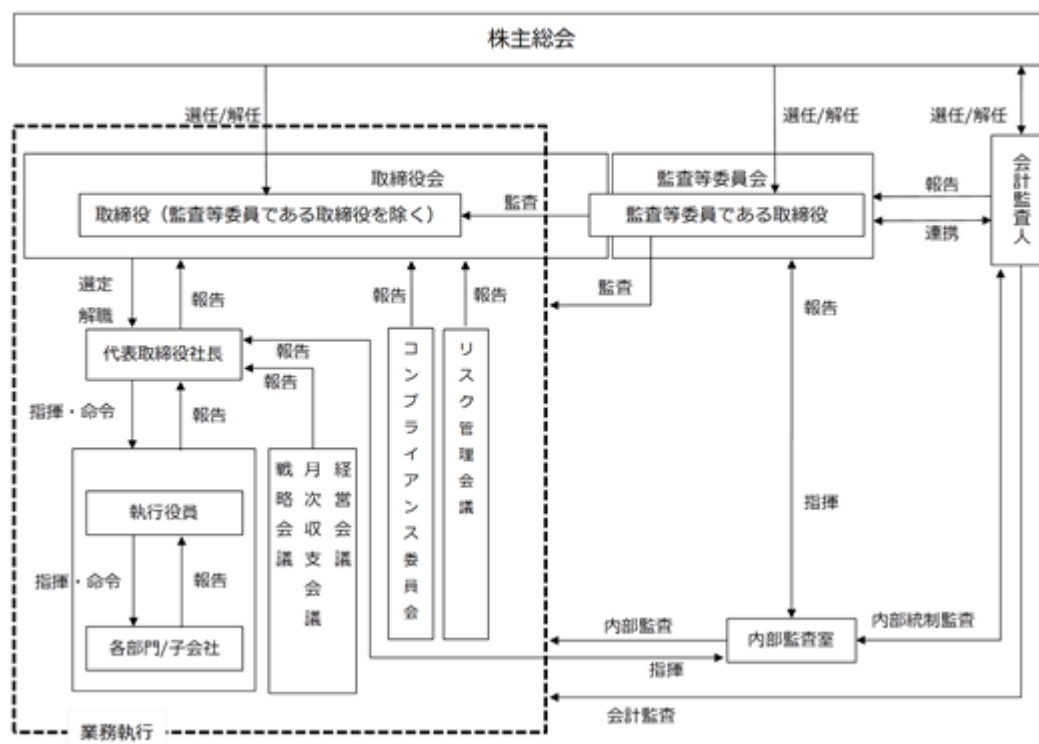 株主総会
選任/解任
選任/解任
選任/解任
取締役会
監査等委員会
会計監査人
取締役（監査等委員である取締役を除く）
監査
監査等委員である取締役
報告
連携
選定
解職
報告
報告
報告
監査
報告
代表取締役社長
報告
報告
指揮・命令
報告
コンプライアンス委員会
リスク管理会議
経営会議
月次収支会議
戦略会議
執行役員
指揮
指揮・命令
報告
各部門/子会社
内部監査
内部監査室
内部統制監査
指揮
会計監査
業務執行